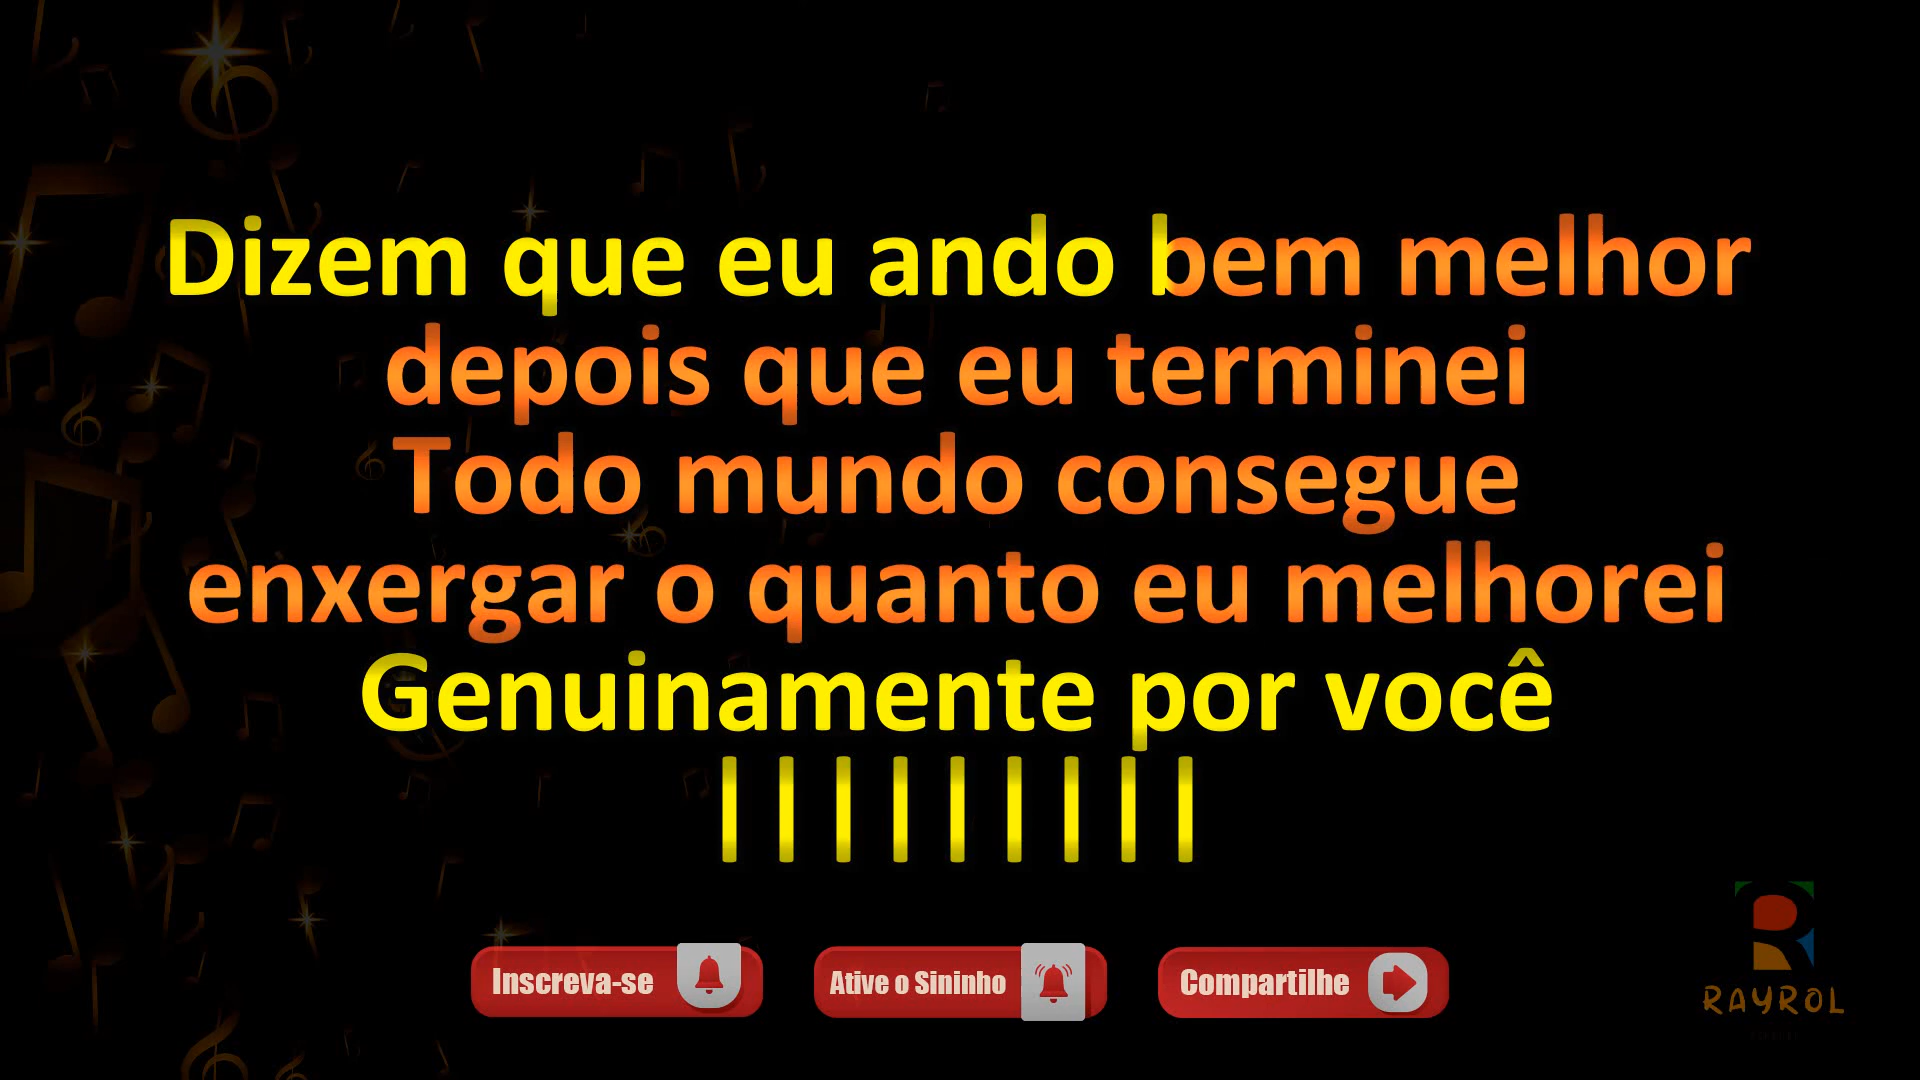 Dizem que eu ando bem melhor
depois que eu terminei
Todo mundo consegue
enxergar o quanto eu melhorei
Genuinamente por você
| | | | | | | | |
Inscreva-se
Ative o Sininho
Compartilhe
RAYROL